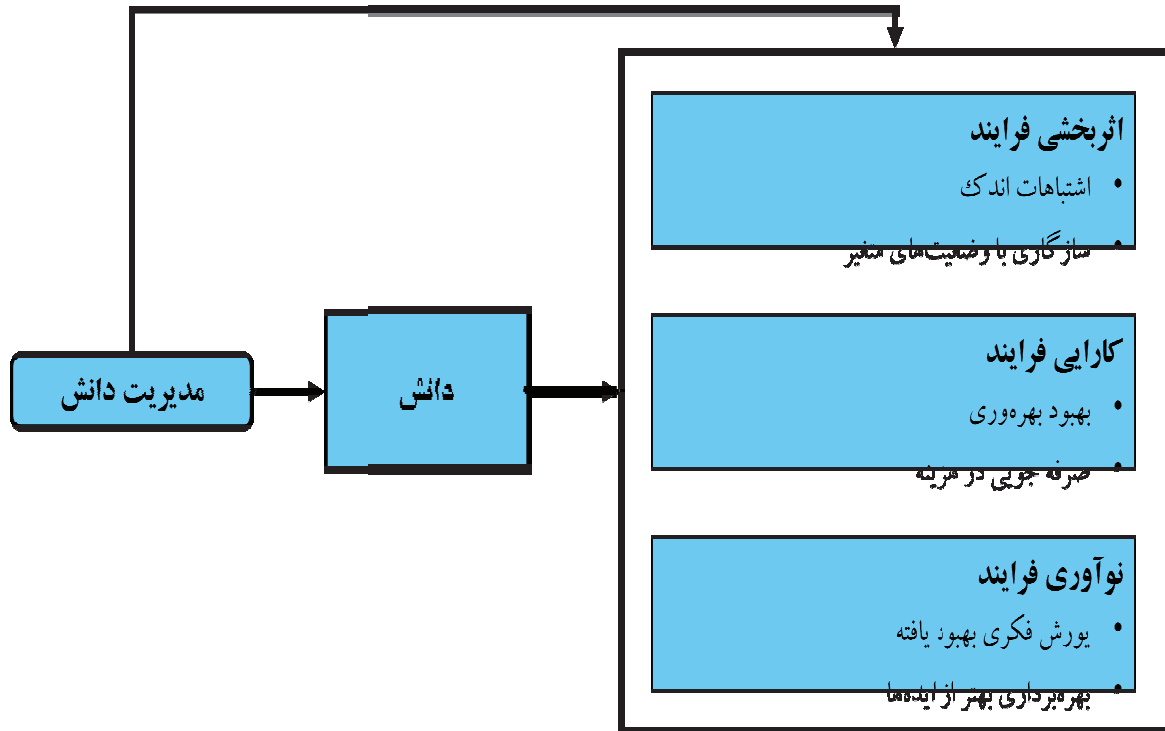 اثربخشی فرایند
• اشتباهات اندک
• سازگاری با وضعیت‌های متغیر
کارایی فرایند
• بهبود بهره‌وری
• صرفه جویی در هزینه
نوآوری فرایند
• یورش فکری بهبود یافته
• بهره‌برداری بهتر از ایده‌ها
دانش
مدیریت دانش